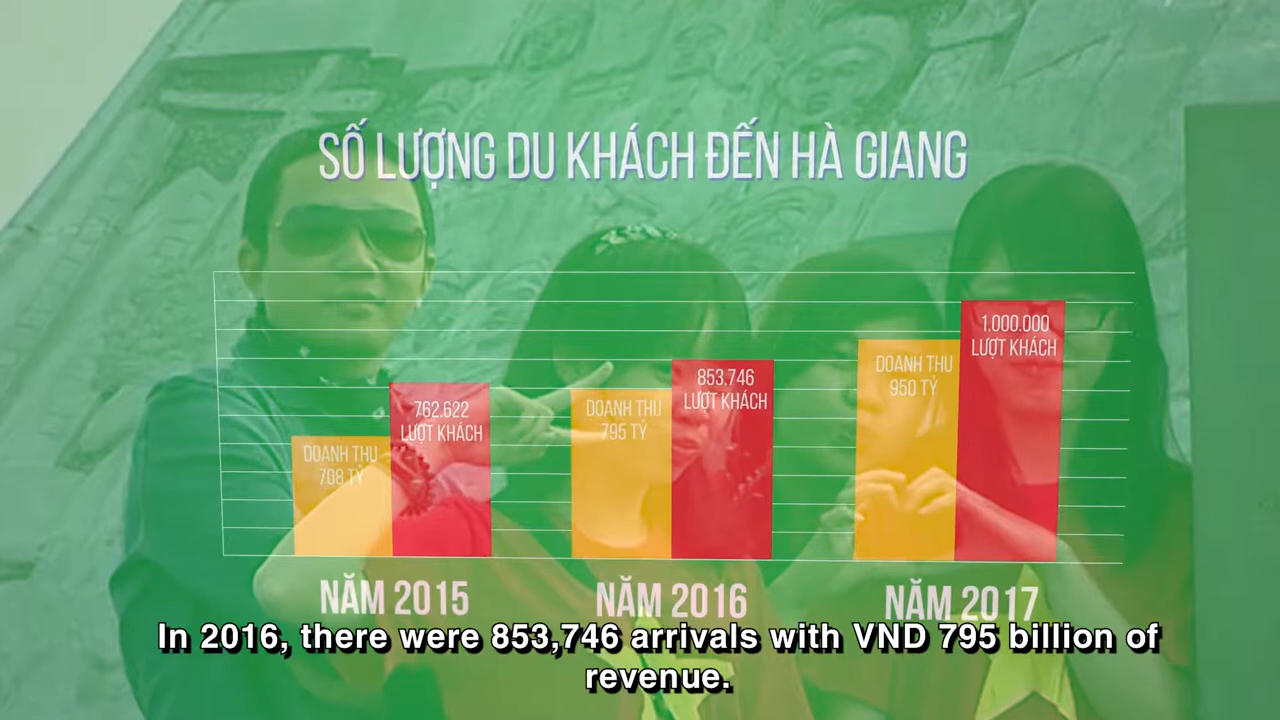 SỐ LƯỢNG DU KHÁCH ĐẾN HÀ GIANG
DOANH THU
708 TỶ
762.622
LƯỢT KHÁCH
DOANH THU
795 TỶ
853.746
LƯỢT KHÁCH
DOANH THU
950 TỶ
1.000.000
LƯỢT KHÁCH
NĂM 2015
NĂM 2016
NĂM 2017
In 2016, there were 853,746 arrivals with VND 795 billion of
revenue.